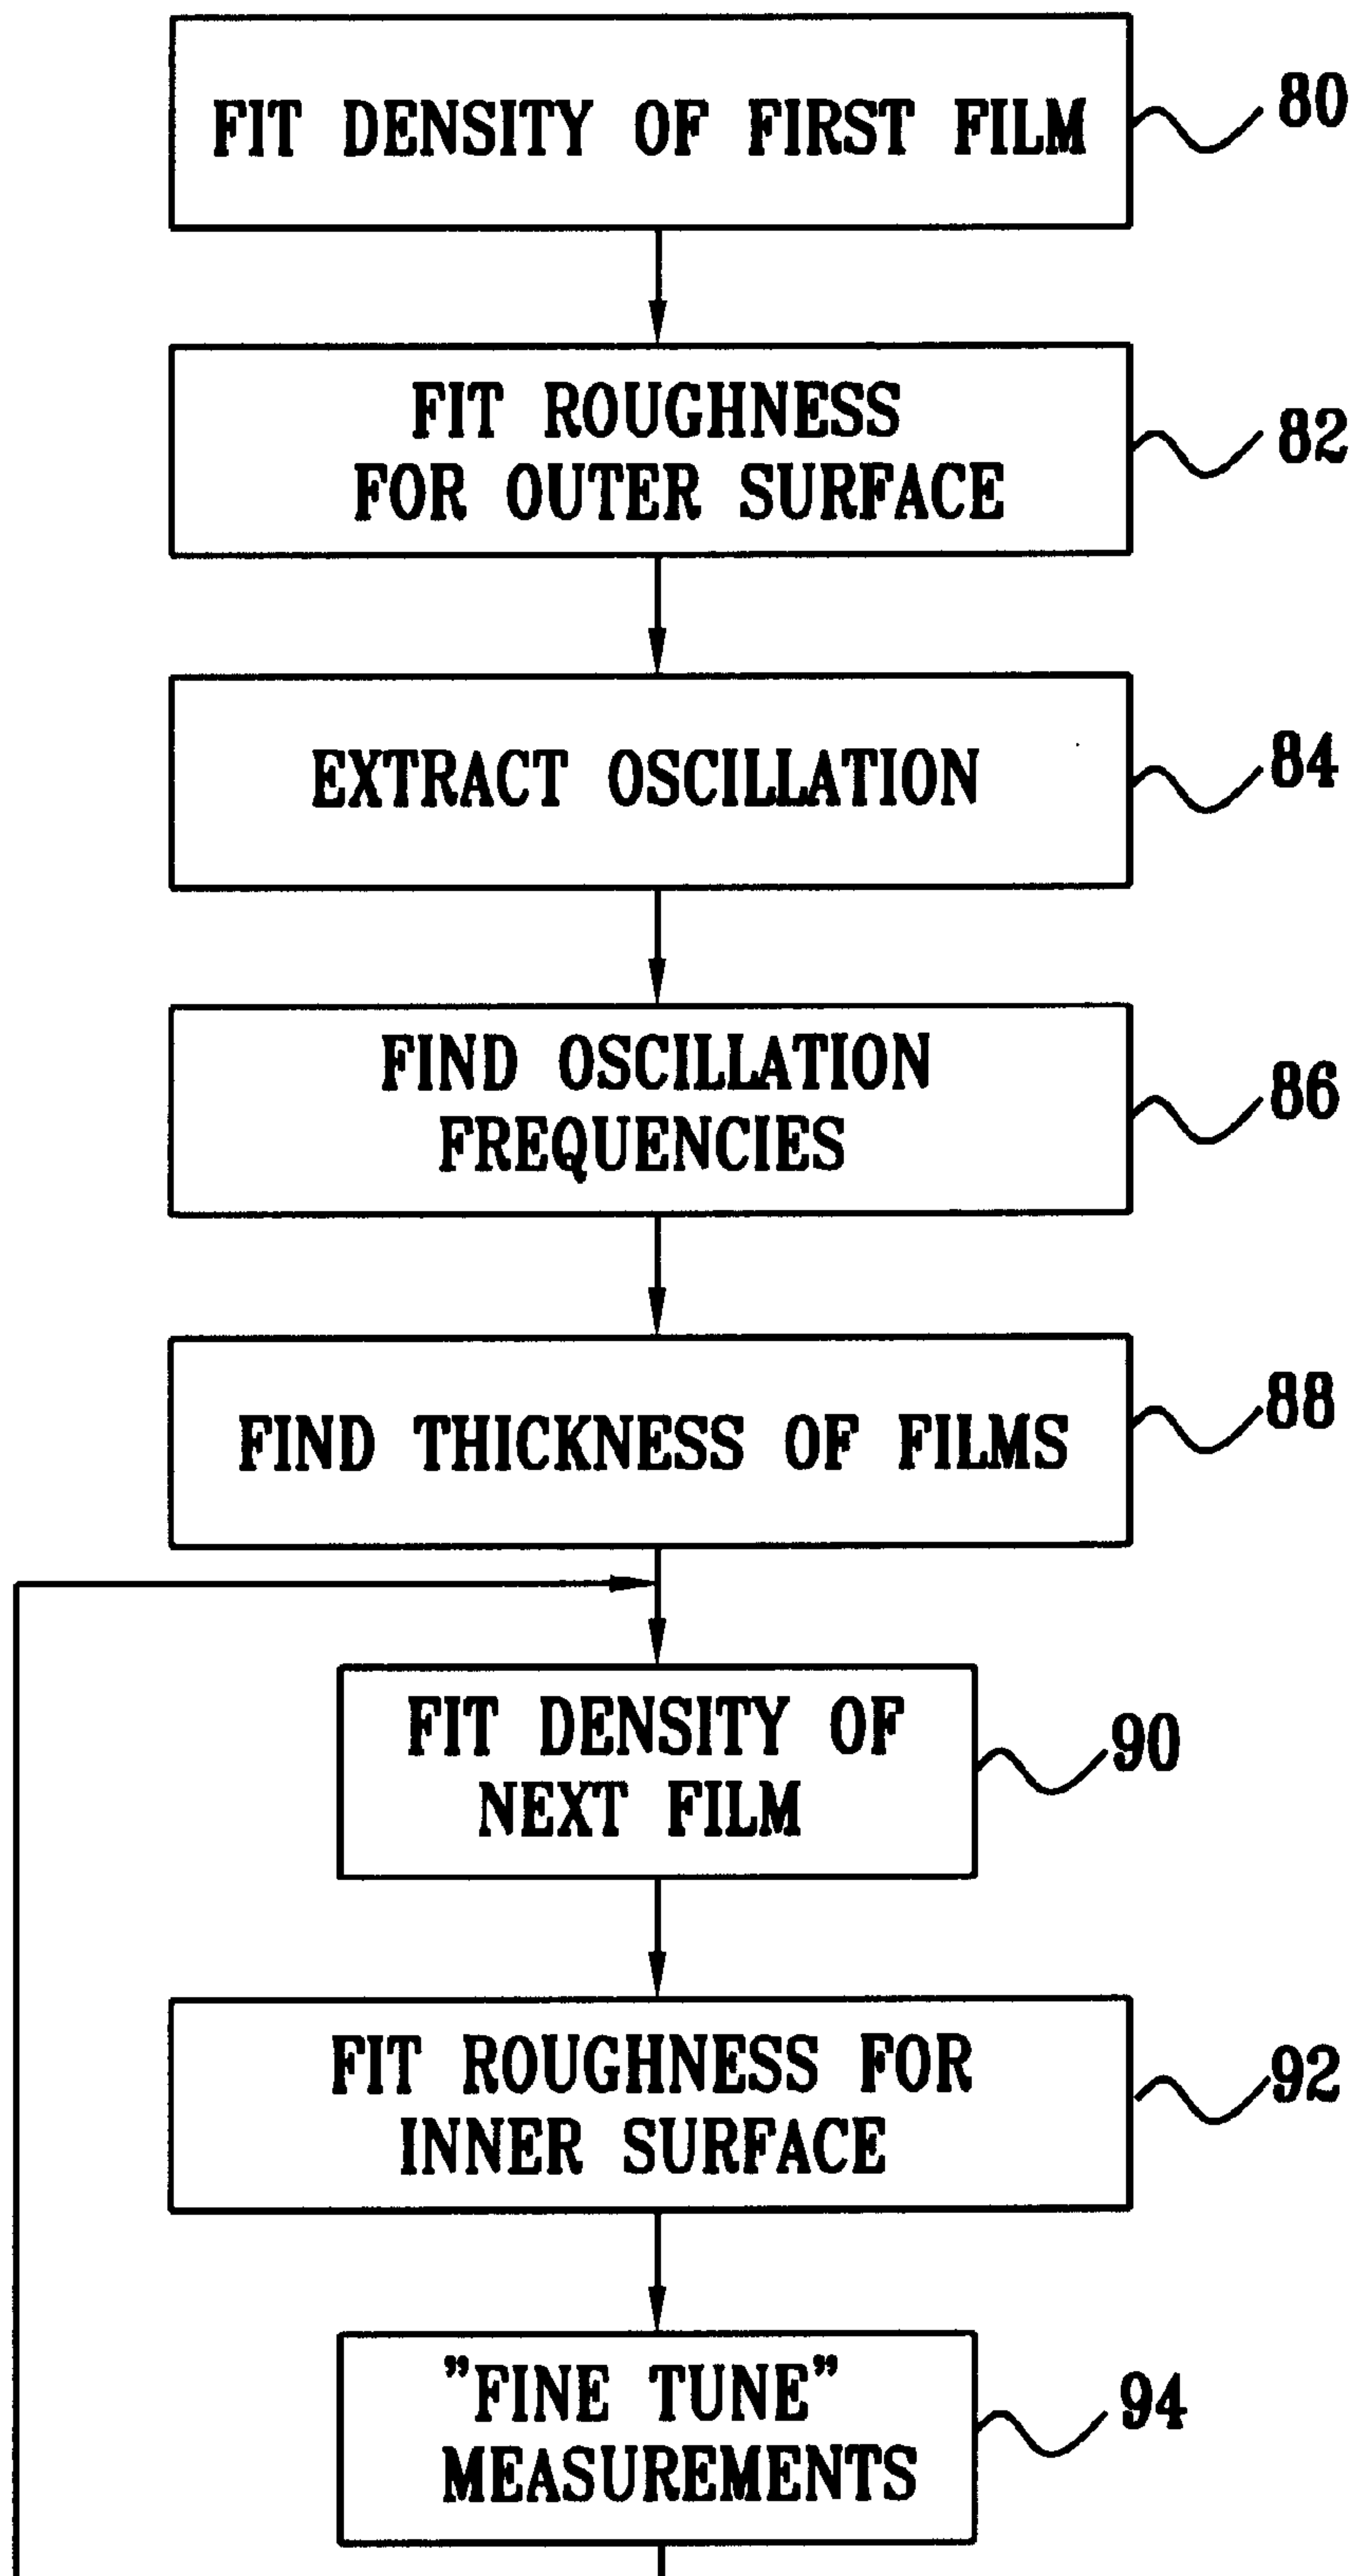 FIT DENSITY OF FIRST FILM
80
FIT ROUGHNESS
FOR OUTER SURFACE
82
EXTRACT OSCILLATION
84
FIND OSCILLATION
FREQUENCIES
86
FIND THICKNESS OF FILMS
88
FIT DENSITY OF
NEXT FILM
90
FIT ROUGHNESS FOR
INNER SURFACE
92
"FINE TUNE"
MEASUREMENTS
94